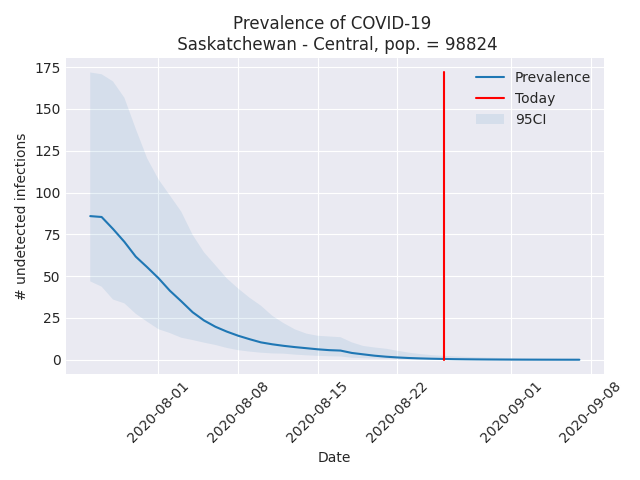 Prevalence of COVID-19
Saskatchewan - Central, pop. = 98824
175
150
125
100
75
50
25
0
# undetected infections
Prevalence
Today
95CI
2020-08-01
2020-08-08
2020-08-15
2020-08-22
2020-09-01
2020-09-08
Date